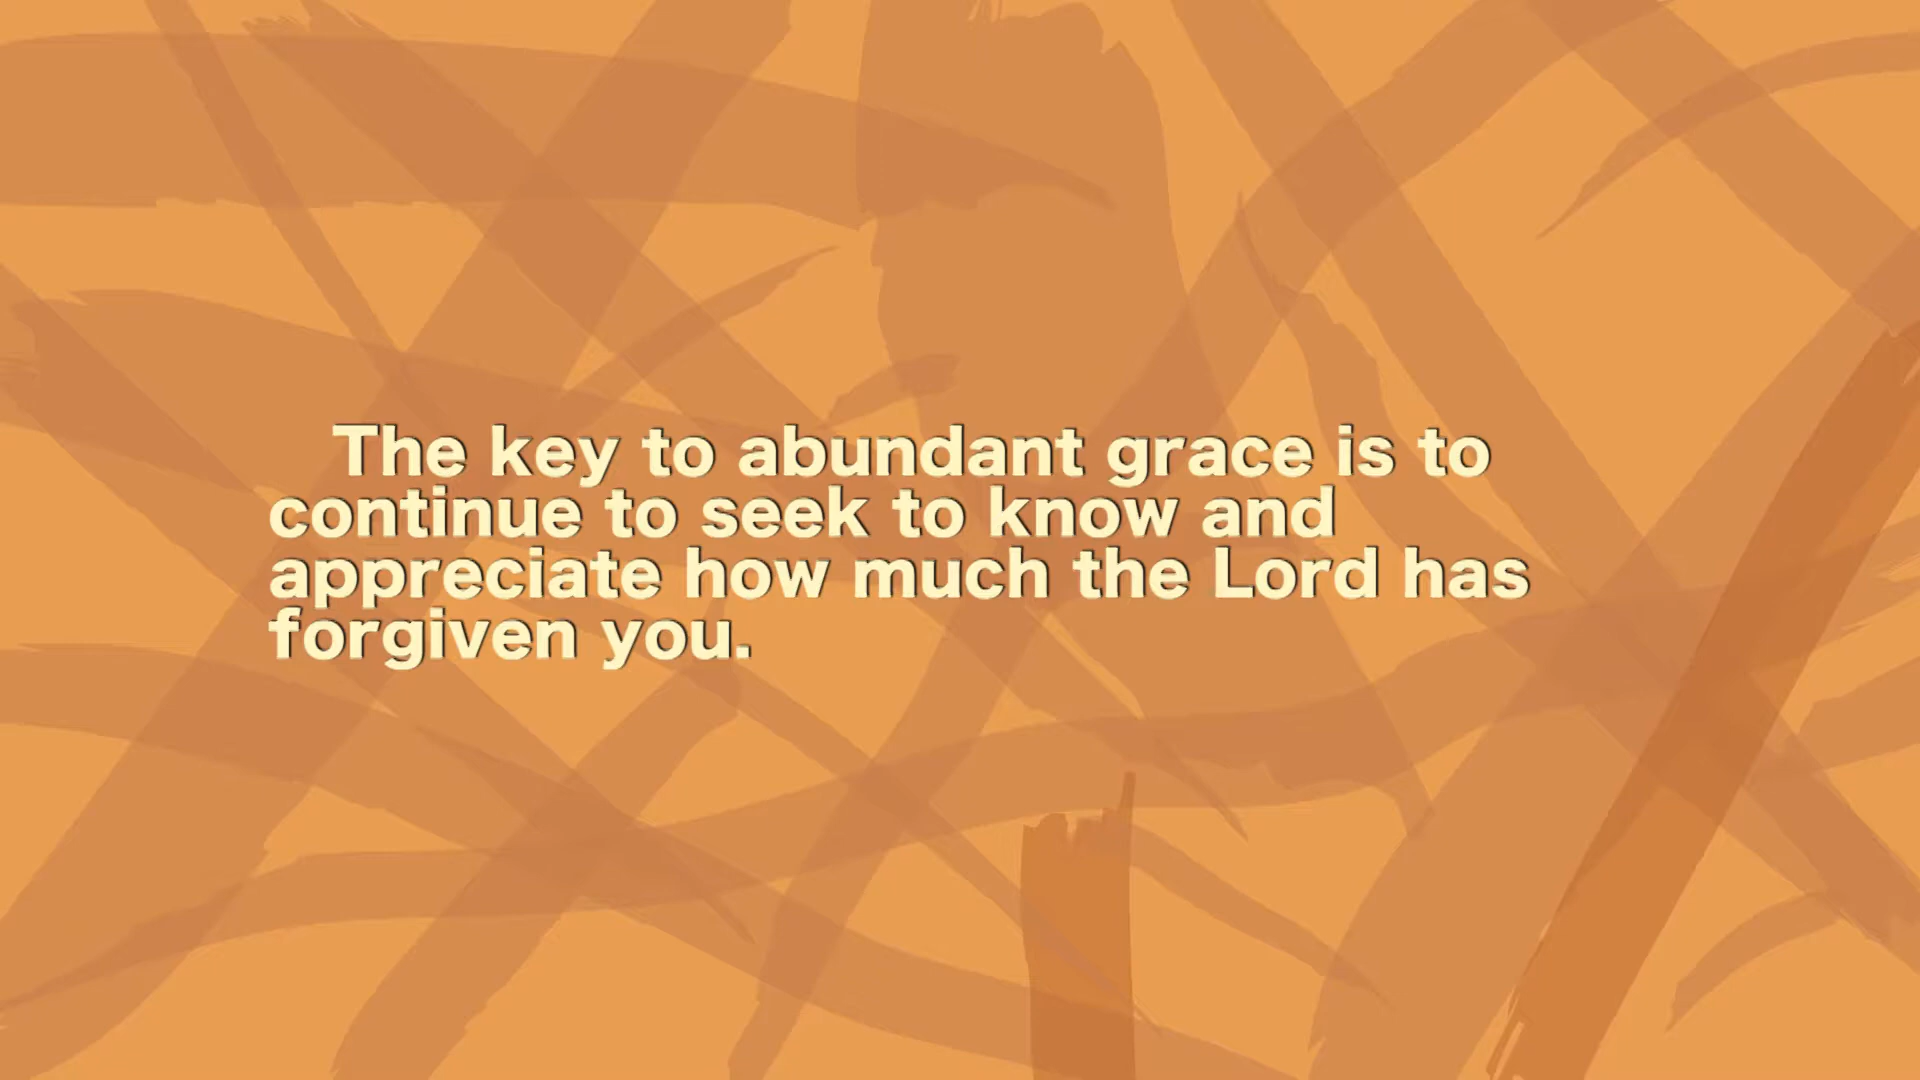 The key to abundant grace is to
continue to seek to know and
appreciate how much the Lord has
forgiven you.